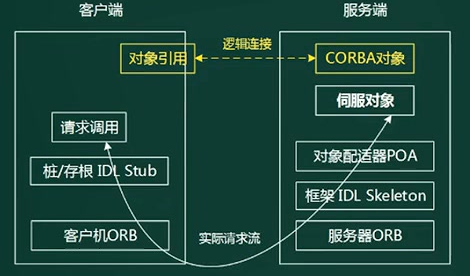 客户端
服务端
对象引用
逻辑连接
CORBA对象
伺服对象
请求调用
对象配适器POA
桩/存根 IDL Stub
框架 IDL Skeleton
客户机ORB
实际请求流
服务器ORB